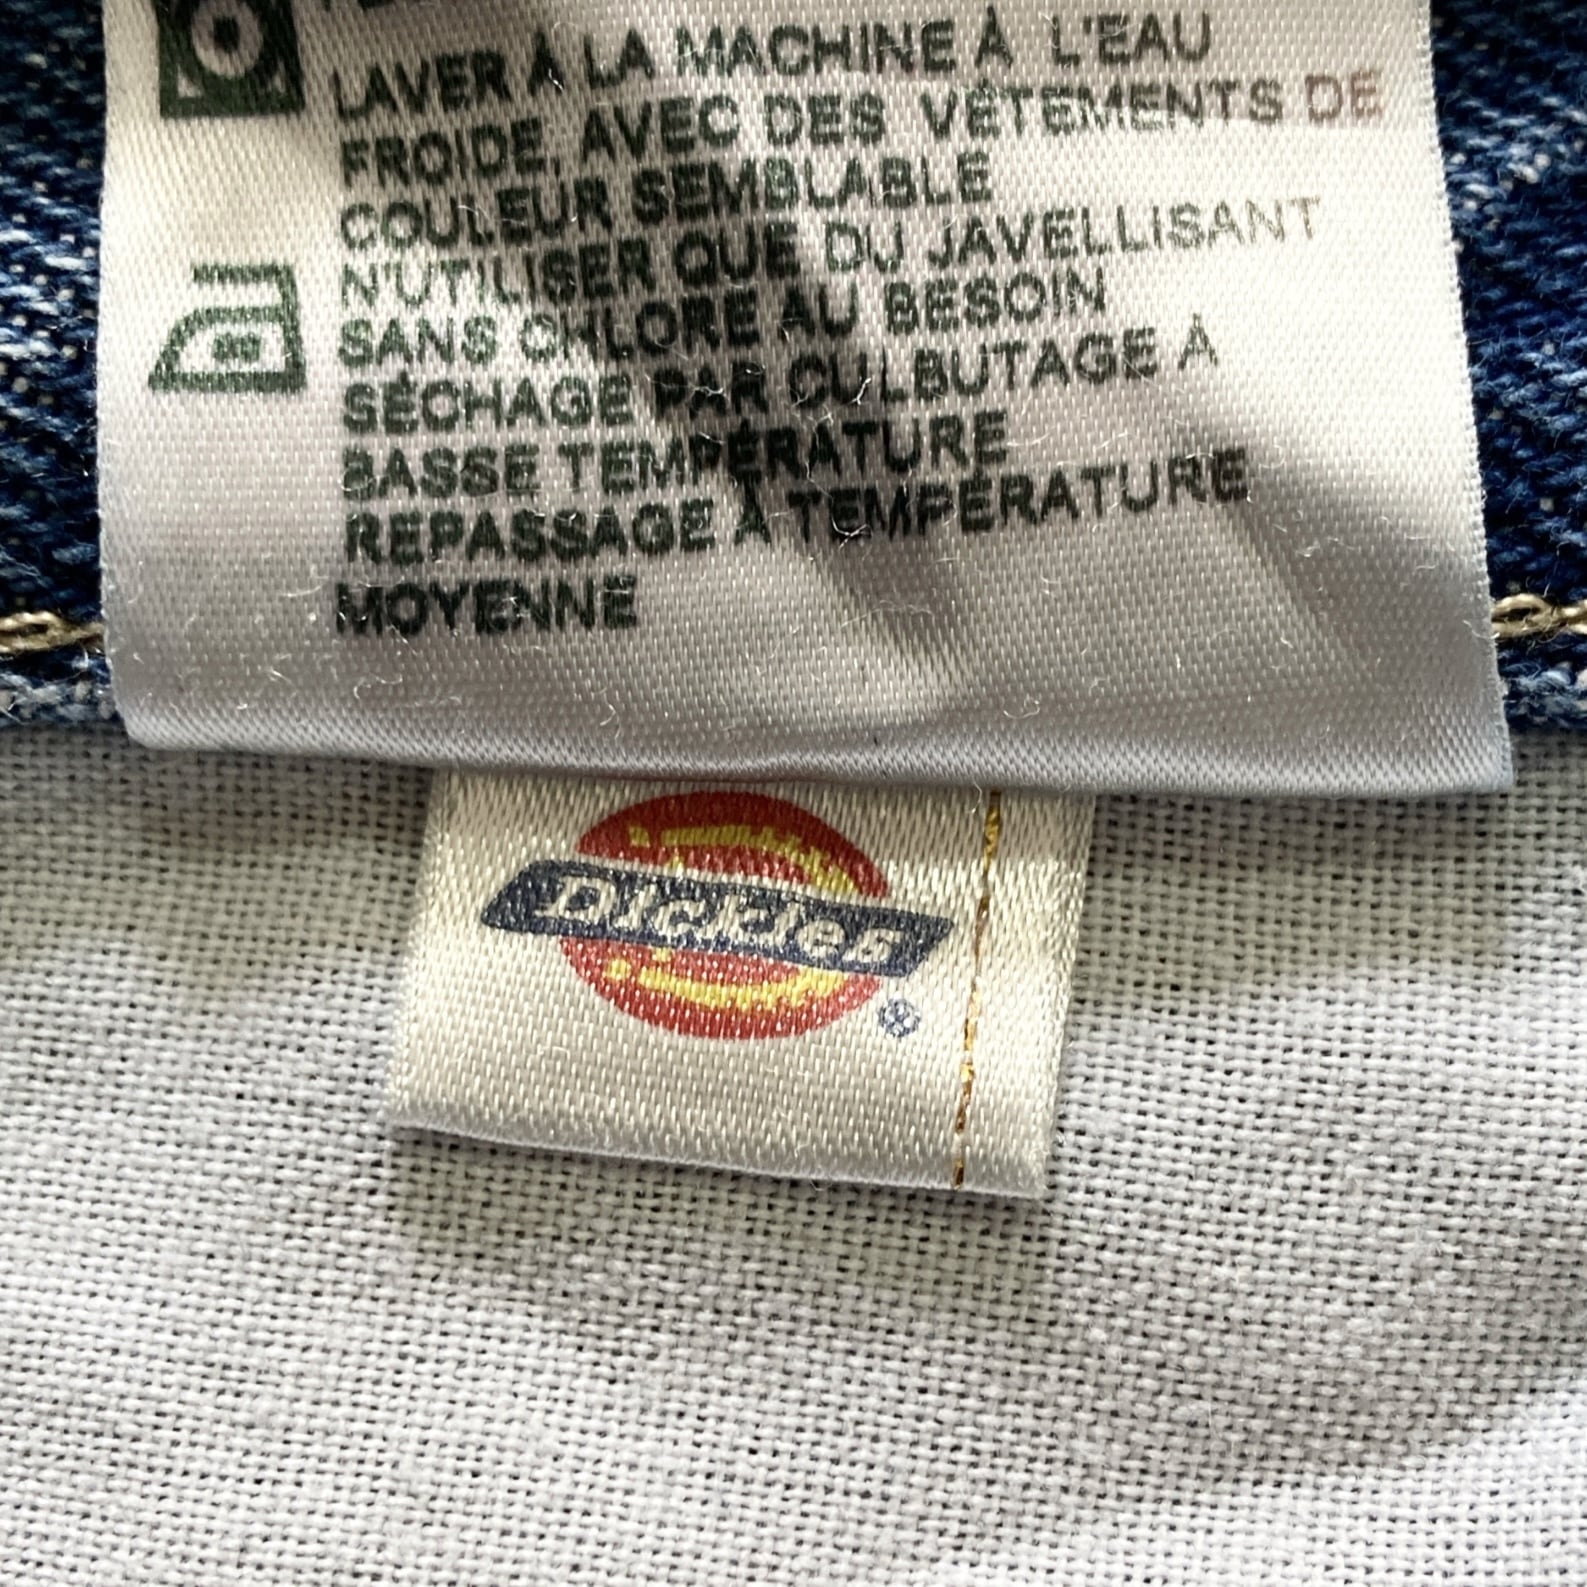 LAVER À LA MACHINE À L'EAU
FROIDE, AVEC DES VÊTEMENTS DE
COULEUR SEMBLABLE
N'UTILISER QUE DU JAVELLISANT
SANS CHLORE AU BESOIN
SÉCHAGE PAR CULBUTAGE À
BASSE TEMPÉRATURE
REPASSAGE À TEMPÉRATURE
MOYENNE
Dickies
®